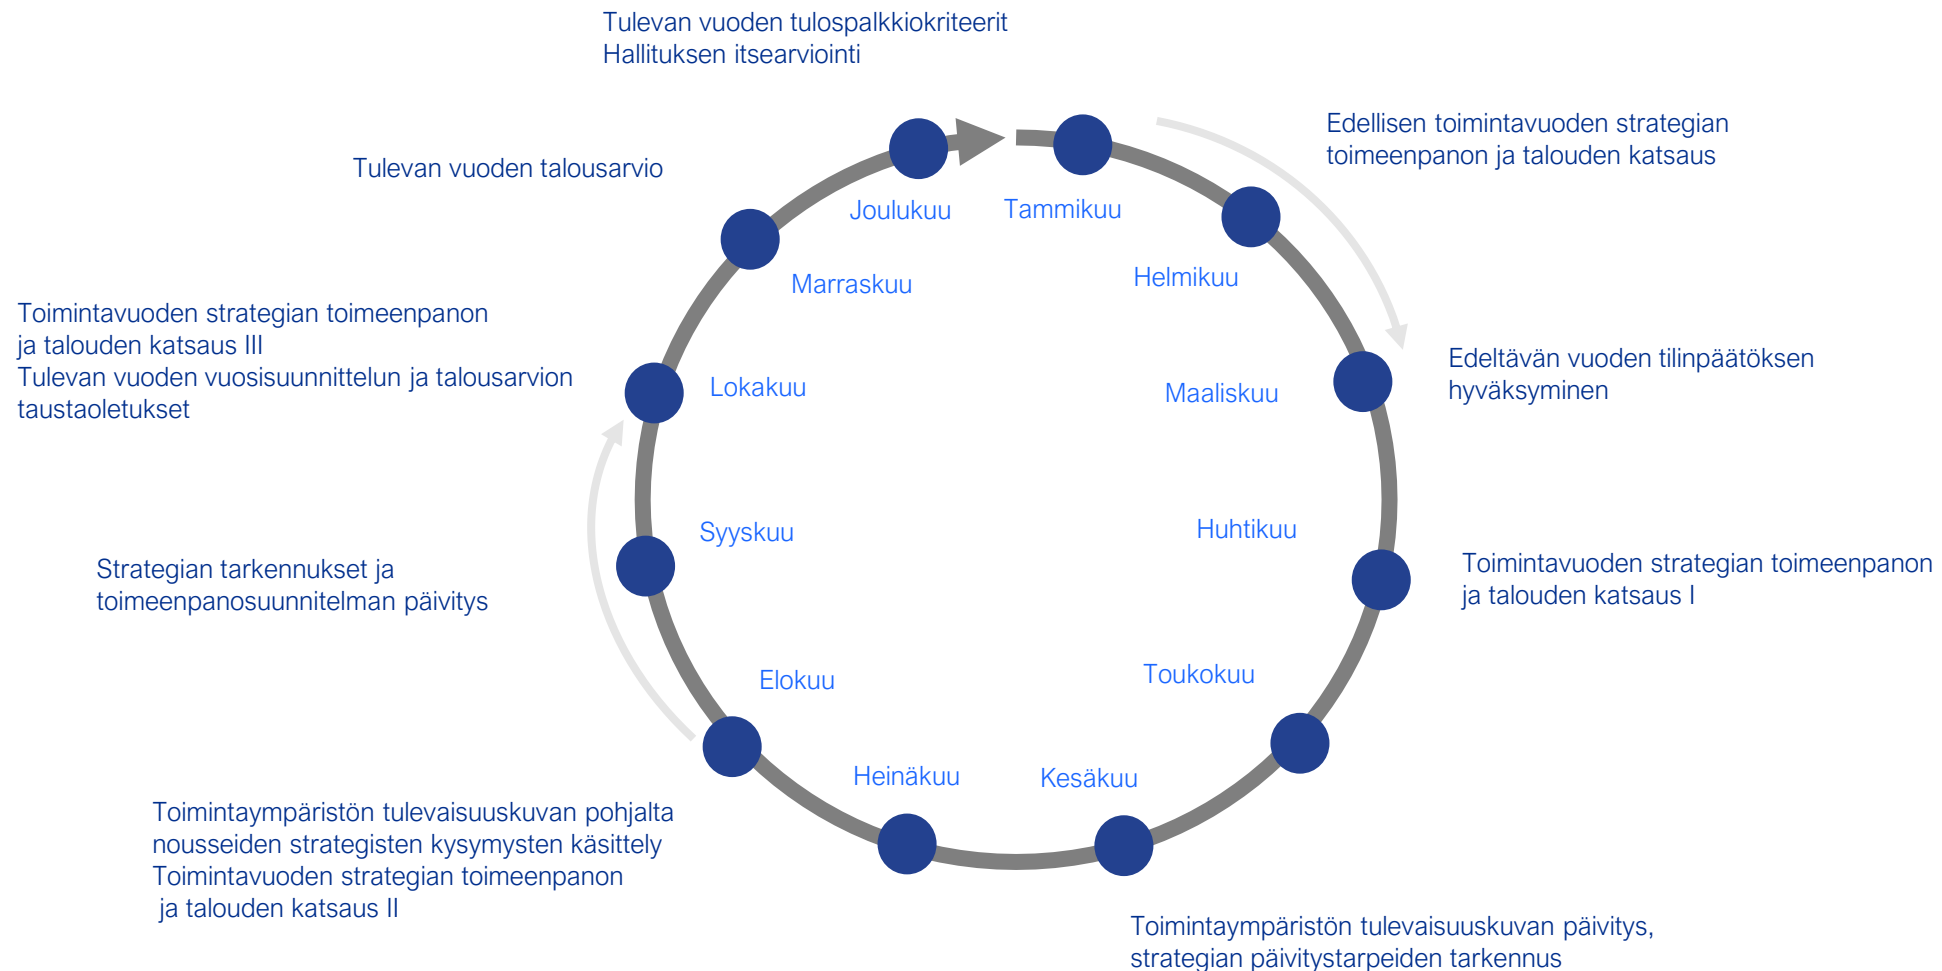 Tulevan vuoden tulospalkkiokriteerit
Hallituksen itsearviointi
Edellisen toimintavuoden strategian
toimeenpanon ja talouden katsaus
Tulevan vuoden talousarvio
Joulukuu
Tammikuu
Marraskuu
Helmikuu
Toimintavuoden strategian toimeenpanon
ja talouden katsaus III
Tulevan vuoden vuosisuunnittelun ja talousarvion
taustaoletukset
Lokakuu
Maaliskuu
Edeltävän vuoden tilinpäätöksen
hyväksyminen
Syyskuu
Huhtikuu
Strategian tarkennukset ja
toimeenpanosuunnitelman päivitys
Toimintavuoden strategian toimeenpanon
ja talouden katsaus I
Elokuu
Toukokuu
Heinäkuu
Kesäkuu
Toimintaympäristön tulevaisuuskuvan pohjalta
nousseiden strategisten kysymysten käsittely
Toimintavuoden strategian toimeenpanon
ja talouden katsaus II
Toimintaympäristön tulevaisuuskuvan päivitys,
strategian päivitystarpeiden tarkennus